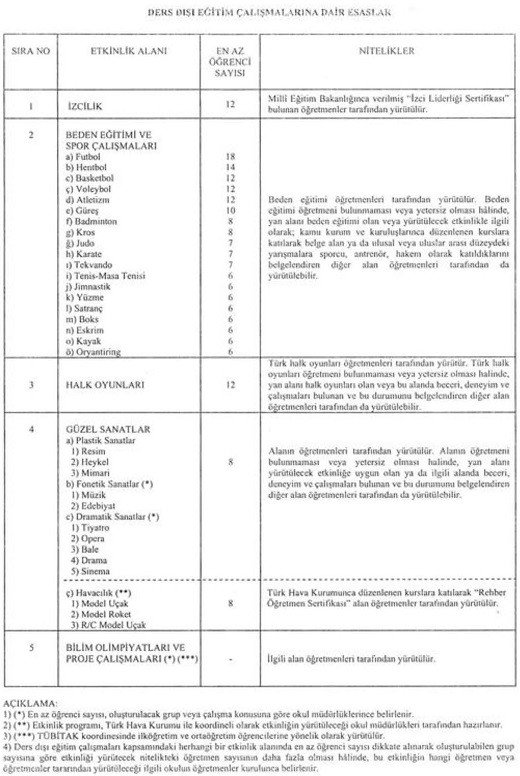 DERS DIŞI EĞİTİM ÇALIŞMALARINA DAİR ESASLAR
SIRA NO
ETKİNLİK ALANI
EN AZ
ÖĞRENCİ
SAYISI
NİTELİKLER
1
İZCİLİK
12
Millî Eğitim Bakanlığınca verilmiş “İzci Liderliği Sertifikası”
bulunan öğretmenler tarafından yürütülür.
2
BEDEN EĞİTİMİ VE
SPOR ÇALIŞMALARI
a) Futbol 18
b) Hentbol 14
c) Basketbol 12
ç) Voleybol 12
d) Atletizm 12
e) Güreş 10
f) Badminton 8
g) Kros 8
ğ) Judo 7
h) Karate 7
ı) Tekvando 7
i) Tenis-Masa Tenisi 6
j) Jimnastik 6
k) Yüzme 6
l) Satranç 6
m) Boks 6
n) Eskrim 6
o) Kayak 6
ö) Oryantiring 6
Beden eğitimi öğretmenleri tarafından yürütülür. Beden
eğitimi öğretmeni bulunmaması veya yetersiz olması hâlinde,
yan alanı beden eğitimi olan veya yürütülecek etkinlikle ilgili
olarak; kamu kurum ve kuruluşlarınca düzenlenen kurslara
katılarak belge alan ya da ulusal veya uluslar arası düzeydeki
yarışmalara sporcu, antrenör, hakem olarak katıldıklarını
belgelendiren diğer alan öğretmenleri tarafından da
yürütülebilir.
3
HALK OYUNLARI
12
Türk halk oyunları öğretmenleri tarafından yürütür. Türk halk
oyunları öğretmeni bulunmaması veya yetersiz olması halinde,
yan alanı halk oyunları olan veya bu alanda beceri, deneyim ve
çalışmaları bulunan ve bu durumunu belgelendiren diğer alan
öğretmenleri tarafından da yürütülebilir.
4
GÜZEL SANATLAR
a) Plastik Sanatlar
1) Resim
2) Heykel
3) Mimari
b) Fonetik Sanatlar (*)
1) Müzik
2) Edebiyat
c) Dramatik Sanatlar (*)
1) Tiyatro
2) Opera
3) Bale
4) Drama
5) Sinema
8
Alanın öğretmenleri tarafından yürütülür. Alanın öğretmeni
bulunmaması veya yetersiz olması halinde, yan alanı
yürütülecek etkinliğe uygun olan ya da ilgili alanda beceri,
deneyim ve çalışmaları bulunan ve bu durumunu belgelendiren
diğer alan öğretmenleri tarafından da yürütülebilir.
ç) Havacılık (**)
1) Model Uçak
2) Model Roket
3) R/C Model Uçak
8
Türk Hava Kurumunca düzenlenen kurslara katılarak “Rehber
Öğretmen Sertifikası” alan öğretmenler tarafından yürütülür.
5
BİLİM OLİMPİYATLARI VE
PROJE ÇALIŞMALARI (*) (***)
-
İlgili alan öğretmenleri tarafından yürütülür.
AÇIKLAMA:
1) (*) En az öğrenci sayısı, oluşturulacak grup veya çalışma konusuna göre okul müdürlüklerince belirlenir.
2) (**) Etkinlik programı, Türk Hava Kurumu ile koordineli olarak etkinliğin yürütüleceği okul müdürlükleri tarafından hazırlanır.
3) (***) TÜBİTAK koordinesinde ilköğretim ve ortaöğretim öğrencilerine yönelik olarak yürütülür.
4) Ders dışı eğitim çalışmaları kapsamındaki herhangi bir etkinlik alanında en az öğrenci sayısı dikkate alınarak oluşturulabilen grup
sayısına göre etkinliği yürütecek nitelikteki öğretmen sayısının daha fazla olması hâlinde, bu etkinliğin hangi öğretmen veya
öğretmenler tarafından yürütüleceği ilgili okulun öğretmenler kurulunca belirlenir.